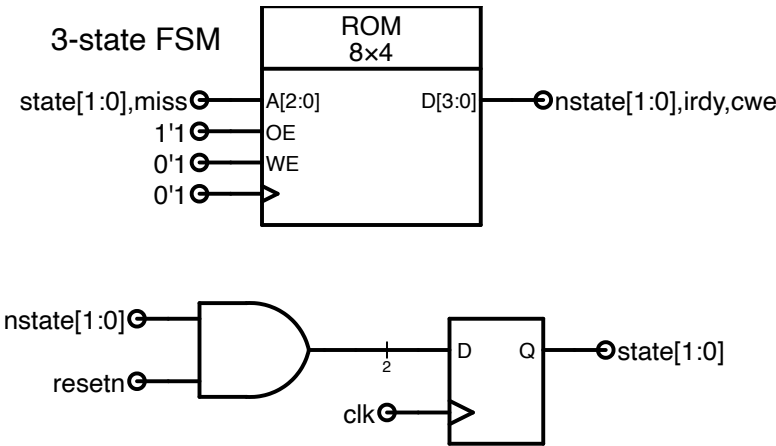 3-state FSM
ROM
8×4
state[1:0],miss
A[2:0]
D[3:0]
nstate[1:0],irdy,cwe
1'1
OE
0'1
WE
0'1
nstate[1:0]
resetn
2
D
Q
state[1:0]
clk